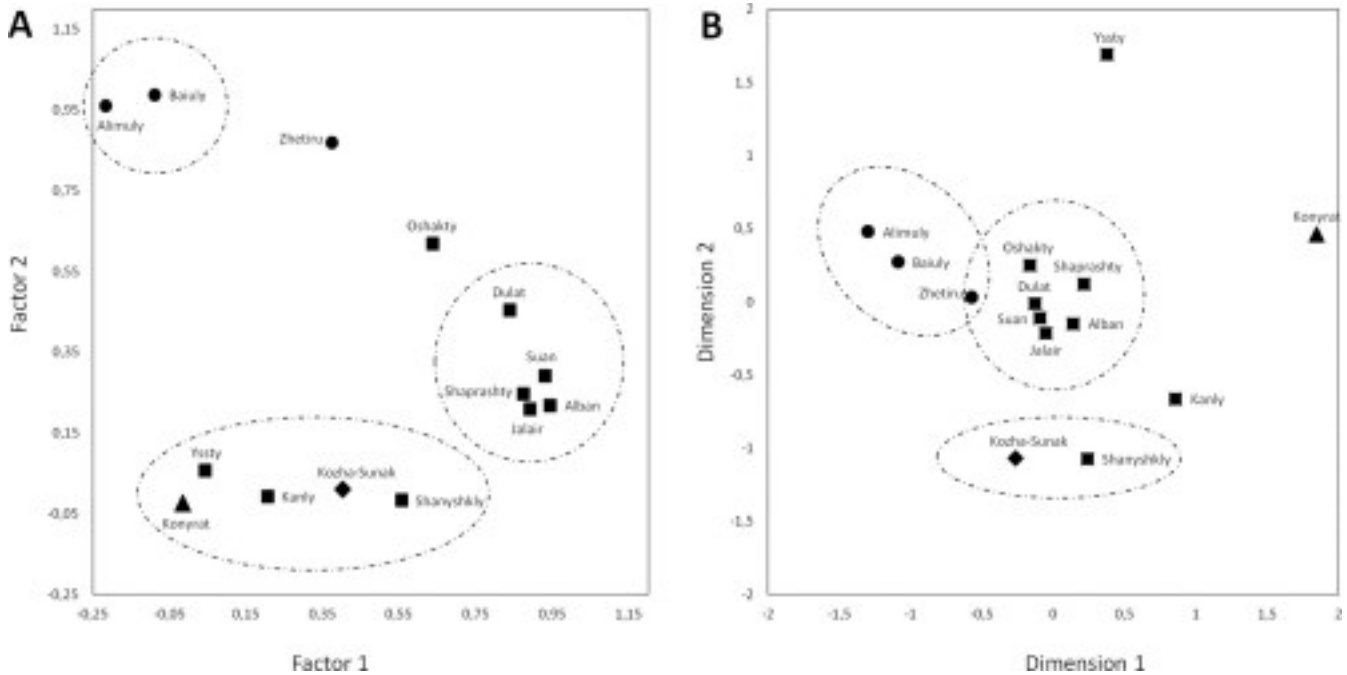 A
1,15
0,95
0,75
0,55
0,35
0,15
-0,05
-0,25
Factor 2
Baiuly
Alimuly
Zhetiru
Oshakty
Dulat
Suan
Shaprashty
Alban
Jalair
Yssty
Kozha-Sunak
Kanly
Shanyshkly
Konyrat
-0,25
-0,05
0,15
0,35
0,55
0,75
0,95
1,15
Factor 1
B
2
1,5
1
0,5
0
-0,5
-1
-1,5
-2
Dimension 2
Yssty
Konyrat
Alimuly
Oshakty
Baiuly
Shaprashty
Zhetiru
Dulat
Suan
Alban
Jalair
Kanly
Kozha-Sunak
Shanyshkly
-2
-1,5
-1
-0,5
0
0,5
1
1,5
2
Dimension 1